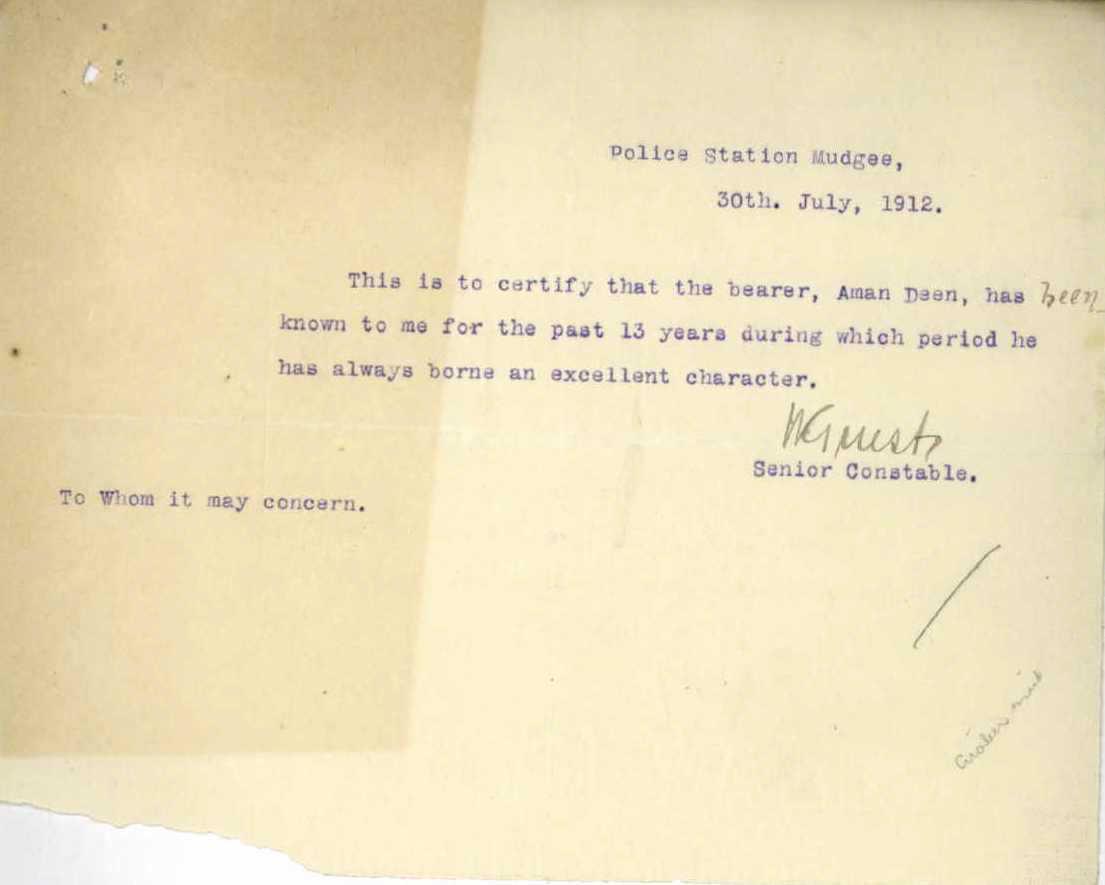 Police Station Mudgee,
30th. July, 1912.
This is to certify that the bearer, Aman Deen, has been
known to me for the past 13 years during which period he
has always borne an excellent character.
Senior Constable.
To Whom it may concern.